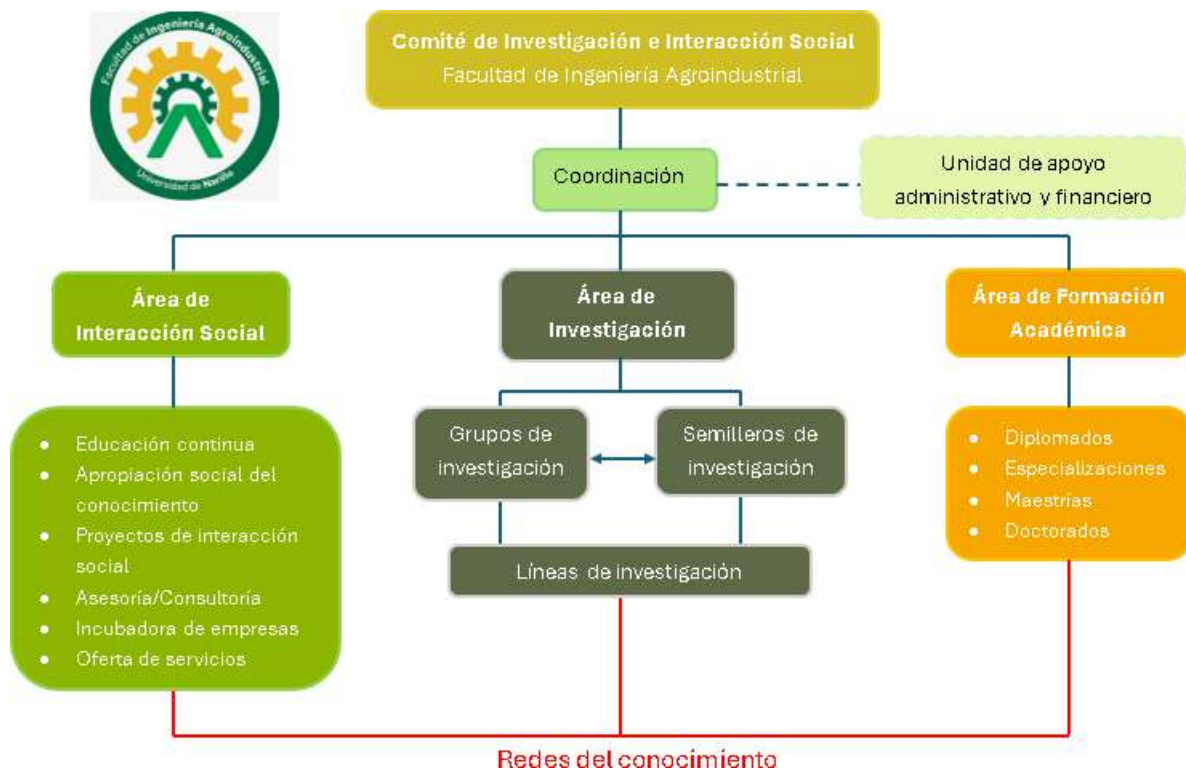 Facultad de Ingeniería Agroindustrial
Universidad de Nariño
Comité de Investigación e Interacción Social
Facultad de Ingeniería Agroindustrial
Coordinación
Unidad de apoyo
administrativo y financiero
Área de
Interacción Social
Área de
Investigación
Área de Formación
Académica
• Educación continua
• Apropiación social del
conocimiento
• Proyectos de interacción
social
• Asesoría/Consultoría
• Incubadora de empresas
• Oferta de servicios
Grupos de
investigación
Semilleros de
investigación
Líneas de investigación
• Diplomados
• Especializaciones
• Maestrías
• Doctorados
Redes del conocimiento